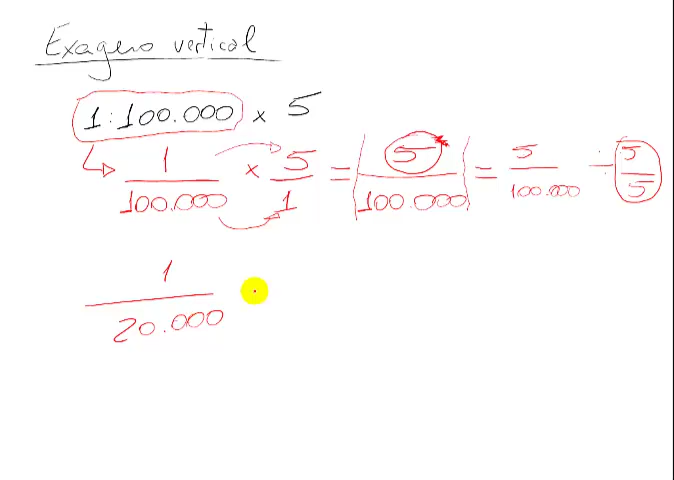 Exagero vertical
1:100.000 x 5
1/100.000 x 5/1 = 5/100.000 = 5/100.000 ÷ 5/5
1/20.000